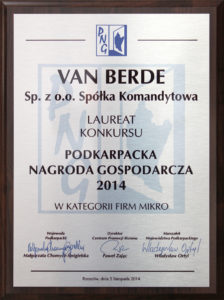 PNG
VAN BERDE
Sp. z o.o. Spółka Komandytowa
LAUREAT
KONKURSU
PODKARPACKA
NAGRODA GOSPODARCZA
2014
W KATEGORII FIRM MIKRO
Wojewoda
Podkarpacki
Małgorzata Chomycz-Śmigielska
Dyrektor
Centrum Promocji Biznesu
Paweł Zając
Marszałek
Województwa Podkarpackiego
Władysław Ortyl
Rzeszów, dnia 5 listopada 2014